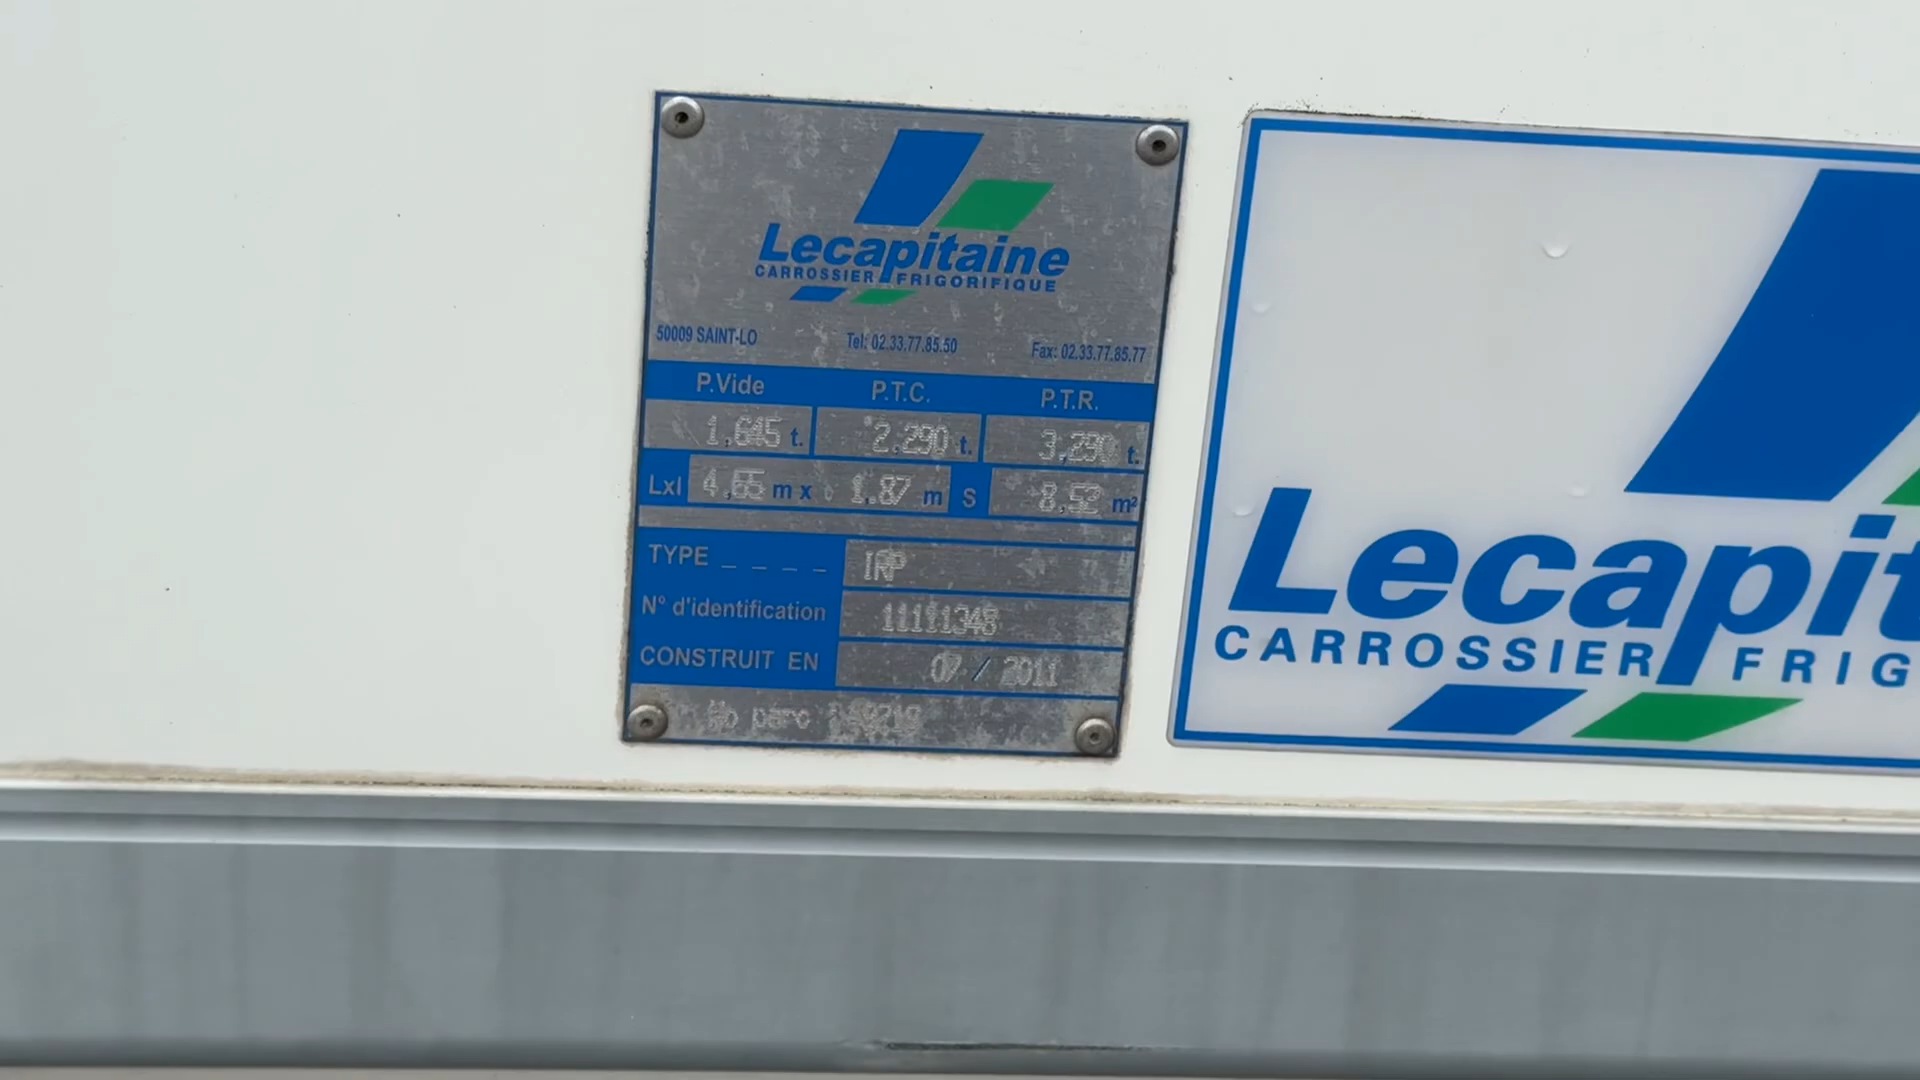 Lecapitaine
CARROSSIER FRIGORIFIQUE
50009 SAINT-LO Tel: 02.33.77.85.50 Fax: 02.33.77.85.77
P.Vide P.T.C. P.T.R.
1,645 t. 2.290 t. 3,290 t.
Lxl 4,65 m x 1.87 m S 8,52 m²
TYPE _ _ _ _ IRP
N° d'identification 11111348
CONSTRUIT EN 07 / 2011
No parc
Lecapit
CARROSSIER FRIG